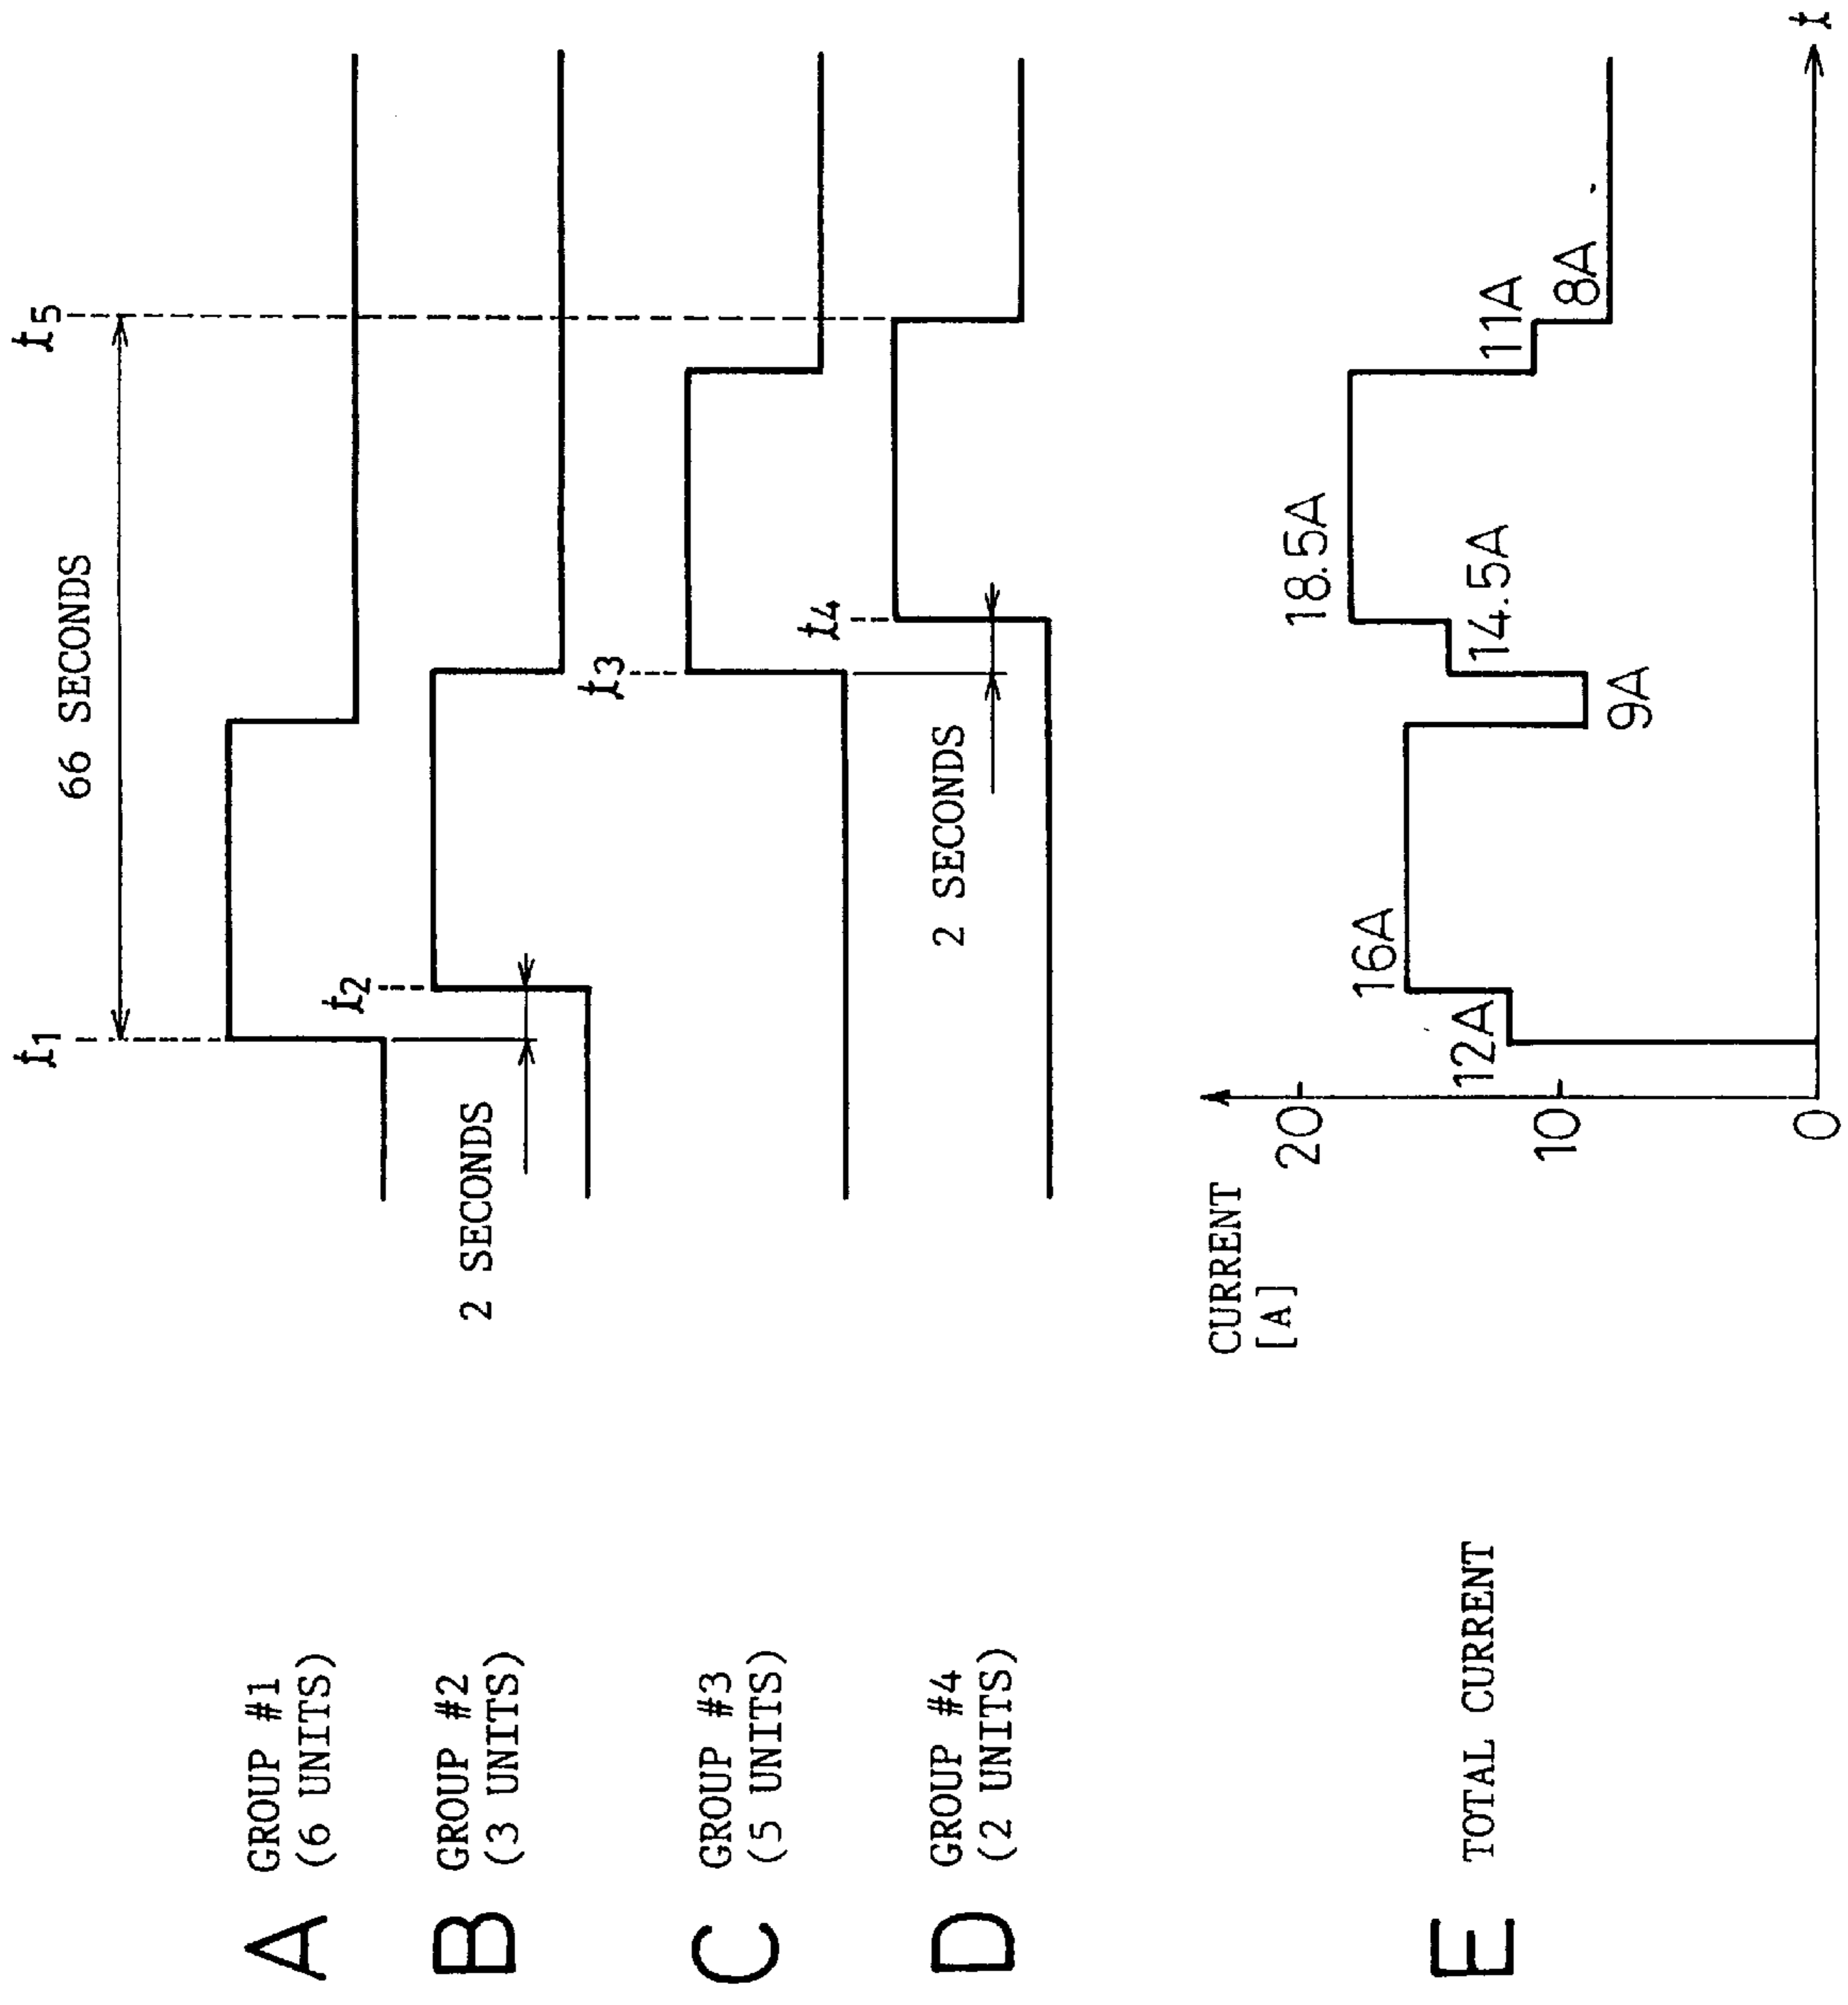 t1
t5
66 SECONDS
A GROUP #1
(6 UNITS)
t2
2 SECONDS
B GROUP #2
(3 UNITS)
t3
C GROUP #3
(5 UNITS)
t4
2 SECONDS
D GROUP #4
(2 UNITS)
CURRENT
[A]
20
10
0
12A
16A
9A
14.5A
18.5A
11A
8A
t
E TOTAL CURRENT